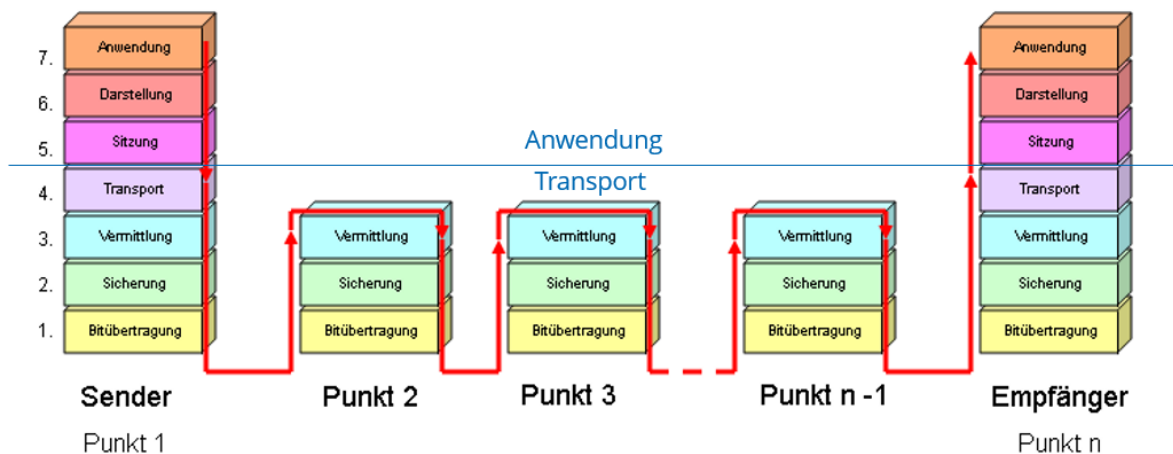 7. Anwendung
6. Darstellung
5. Sitzung
4. Transport
3. Vermittlung
2. Sicherung
1. Bitübertragung
Sender
Punkt 1
Anwendung
Transport
Vermittlung
Sicherung
Bitübertragung
Punkt 2
Vermittlung
Sicherung
Bitübertragung
Punkt 3
Vermittlung
Sicherung
Bitübertragung
Punkt n -1
Anwendung
Darstellung
Sitzung
Transport
Vermittlung
Sicherung
Bitübertragung
Empfänger
Punkt n